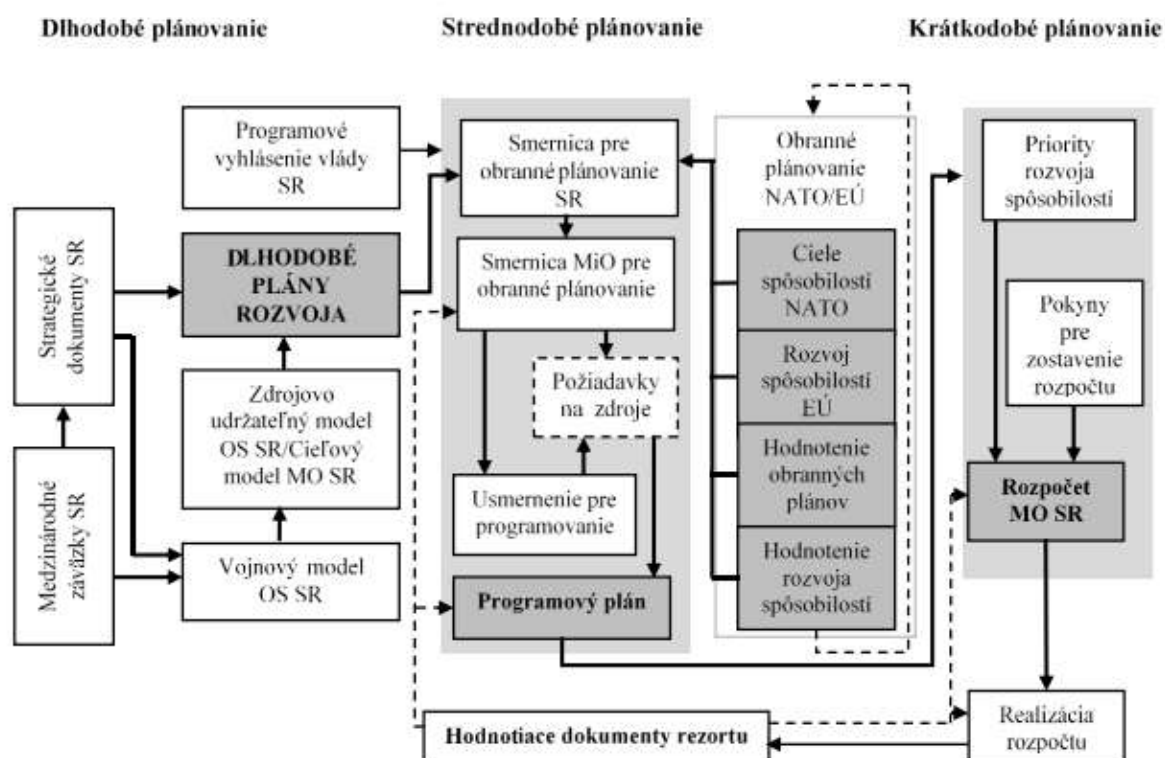 Dlhodobé plánovanie
Strednodobé plánovanie
Krátkodobé plánovanie
Programové
vyhlásenie vlády
SR
Strategické
dokumenty SR
DLHODOBÉ
PLÁNY
ROZVOJA
Zdrojovo
udržateľný model
OS SR/Cieľový
model MO SR
Medzinárodné
záväzky SR
Vojnový model
OS SR
Smernica pre
obranné plánovanie
SR
Smernica MiO pre
obranné plánovanie
Požiadavky
na zdroje
Usmernenie pre
programovanie
Programový plán
Obranné
plánovanie
NATO/EÚ
Ciele
spôsobilostí
NATO
Rozvoj
spôsobilostí
EÚ
Hodnotenie
obranných
plánov
Hodnotenie
rozvoja
spôsobilostí
Priority
rozvoja
spôsobilostí
Pokyny
pre
zostavenie
rozpočtu
Rozpočet
MO SR
Realizácia
rozpočtu
Hodnotiace dokumenty rezortu